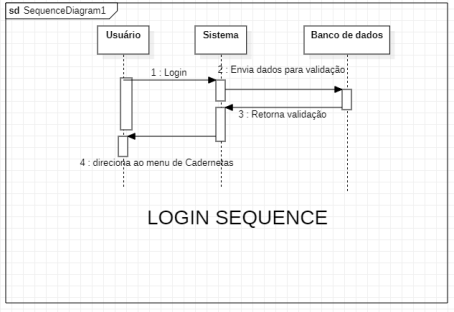 sd SequenceDiagram1
Usuário
Sistema
Banco de dados
1 : Login
2 : Envia dados para validação
3 : Retorna validação
4 : direciona ao menu de Cadernetas
LOGIN SEQUENCE